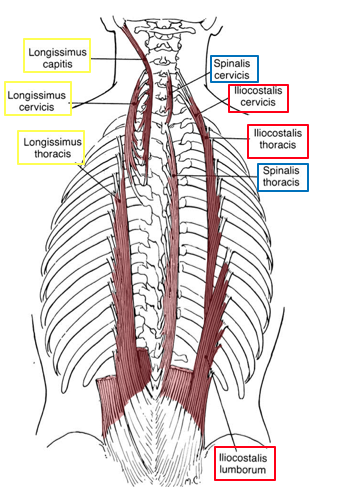 Longissimus
capitis
Longissimus
cervicis
Longissimus
thoracis
Spinalis
cervicis
Iliocostalis
cervicis
Iliocostalis
thoracis
Spinalis
thoracis
Iliocostalis
lumborum
M.C.